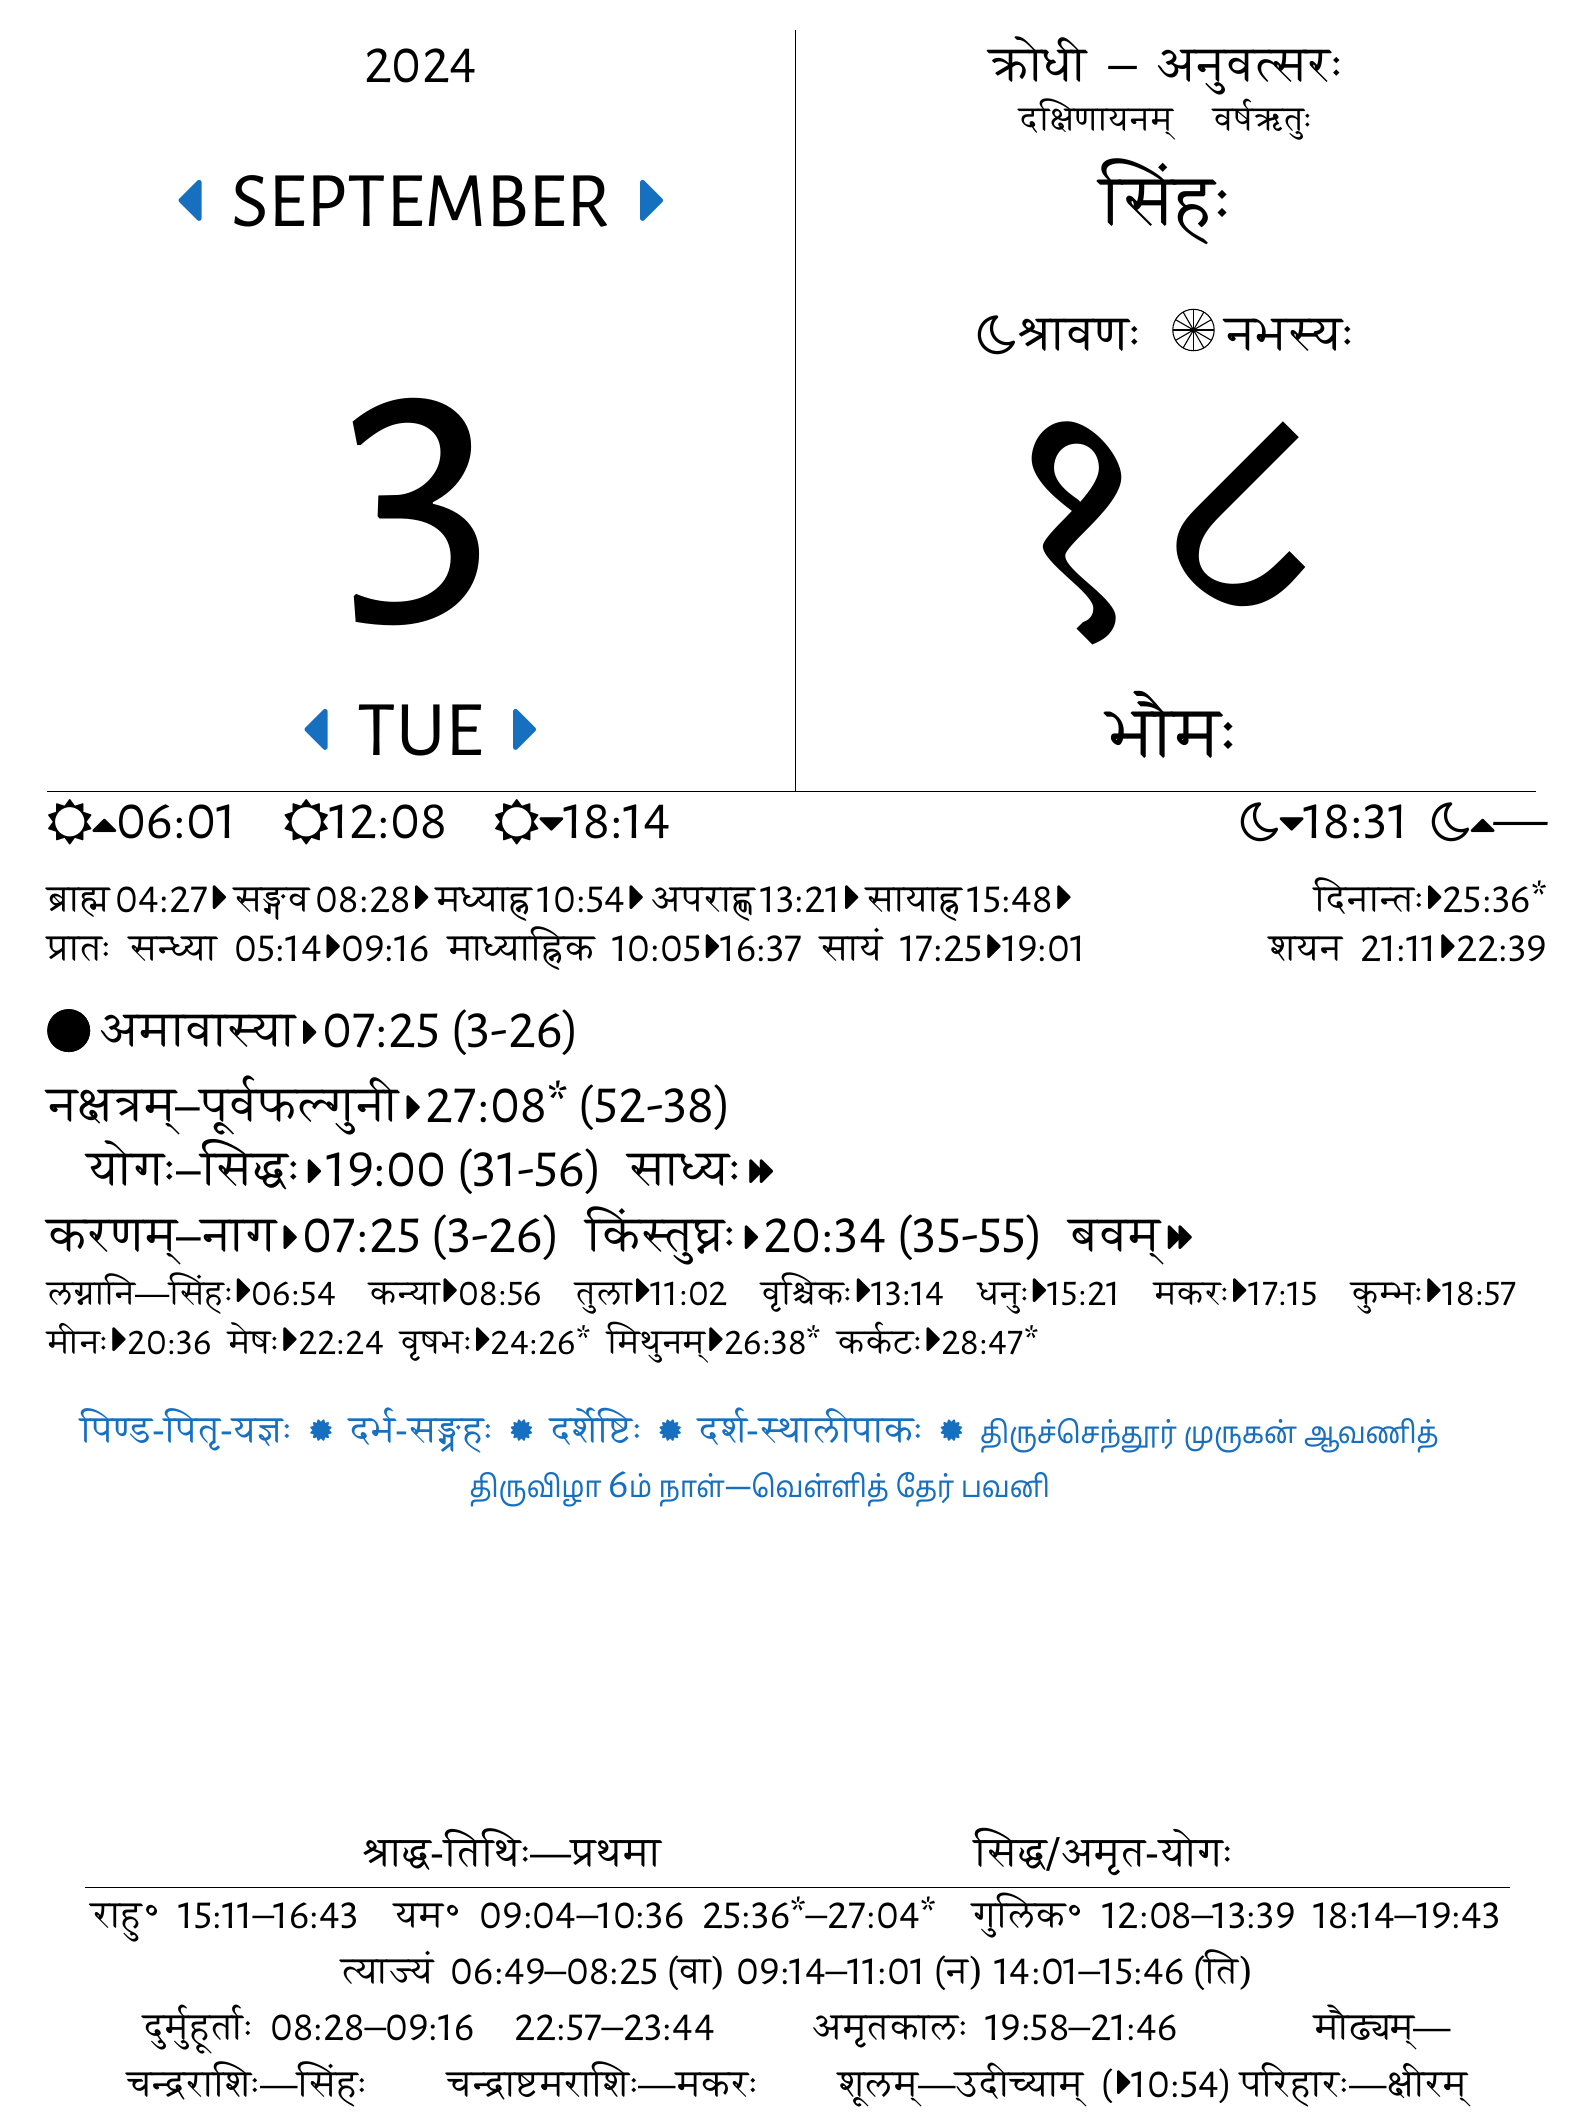 2024
SEPTEMBER
3
TUE
क्रोधी – अनुवत्सरः
दक्षिणायनम् वर्षऋतुः
सिंहः
श्रावणः नभस्यः
१८
भौमः
06:01 12:08 18:14 18:31 —
ब्राह्म 04:27 सङ्गव 08:28 मध्याह्न 10:54 अपराह्ण 13:21 सायाह्न 15:48 दिनान्तः 25:36*
प्रातः सन्ध्या 05:14 09:16 माध्याह्निक 10:05 16:37 सायं 17:25 19:01 शयन 21:11 22:39
अमावास्या 07:25 (3-26)
नक्षत्रम्–पूर्वफल्गुनी 27:08* (52-38)
योगः–सिद्धः 19:00 (31-56) साध्यः
करणम्–नाग 07:25 (3-26) किंस्तुघ्नः 20:34 (35-55) बवम्
लग्नानि—सिंहः 06:54 कन्या 08:56 तुला 11:02 वृश्चिकः 13:14 धनुः 15:21 मकरः 17:15 कुम्भः 18:57
मीनः 20:36 मेषः 22:24 वृषभः 24:26* मिथुनम् 26:38* कर्कटः 28:47*
पिण्ड-पितृ-यज्ञः ✹ दर्भ-सङ्ग्रहः ✹ दर्शेष्टिः ✹ दर्श-स्थालीपाकः ✹ திருச்செந்தூர் முருகன் ஆவணித்
திருவிழா 6ம் நாள்—வெள்ளித் தேர் பவனி
श्राद्ध-तिथिः—प्रथमा सिद्ध/अमृत-योगः
राहु॰ 15:11–16:43 यम॰ 09:04–10:36 25:36*–27:04* गुलिक॰ 12:08–13:39 18:14–19:43
त्याज्यं 06:49–08:25 (वा) 09:14–11:01 (न) 14:01–15:46 (ति)
दुर्मुहूर्ताः 08:28–09:16 22:57–23:44 अमृतकालः 19:58–21:46 मौढ्यम्—
चन्द्रराशिः—सिंहः चन्द्राष्टमराशिः—मकरः शूलम्—उदीच्याम् (10:54) परिहारः—क्षीरम्